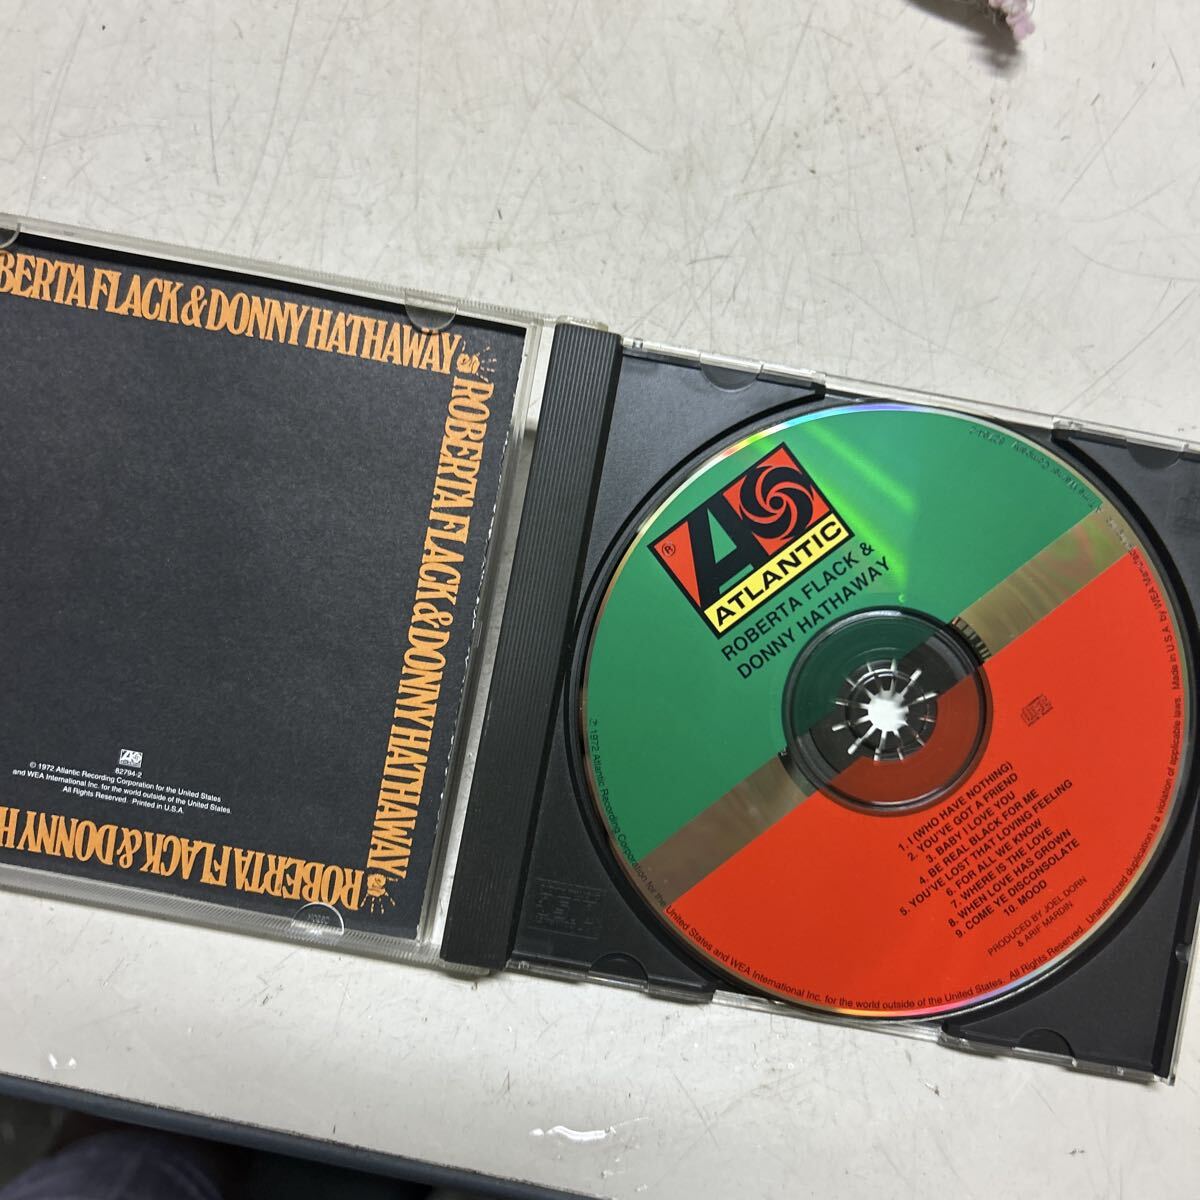 BERTA FLACK & DONNY HATHAWAY
ROBERTA FLACK & DONNY HATHAWAY
ROBERTA FLACK & DONNY H
© 1972 Atlantic Recording Corporation for the United States
and WEA International Inc. for the world outside of the United States.
82794-2
All Rights Reserved. Printed in U.S.A.
®
ATLANTIC
ROBERTA FLACK &
DONNY HATHAWAY
1. (WHO HAVE NOTHING)
2. YOU'VE GOT A FRIEND
3. BABY I LOVE YOU
4. BE REAL BLACK FOR ME
5. YOU'VE LOST THAT LOVING FEELING
6. FOR ALL WE KNOW
7. WHERE IS THE LOVE
8. WHEN LOVE HAS GROWN
9. COME YE DISCONSOLATE
10. MOOD
PRODUCED BY JOEL DORN
& ARIF MARDIN
℗ 1972 Atlantic Recording Corporation for the United States and WEA International Inc. for the world outside of the United States. All Rights Reserved. Unauthorized duplication is a violation of applicable laws. Made in U.S.A. by WEA Manufacturing